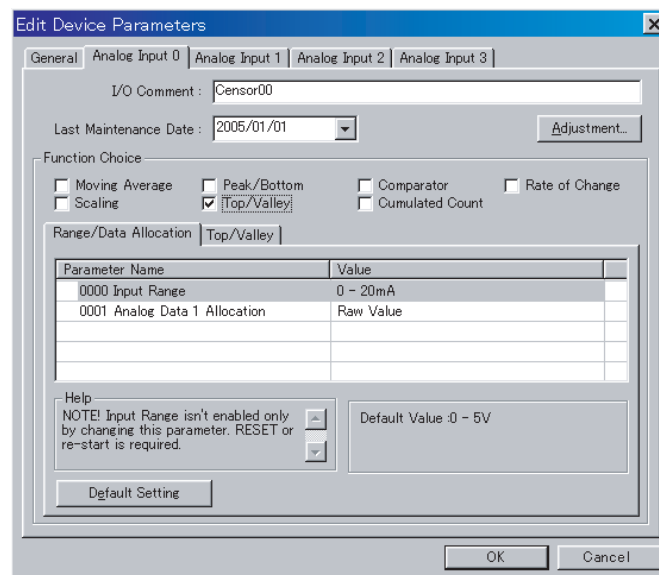 Edit Device Parameters
General Analog Input 0 Analog Input 1 Analog Input 2 Analog Input 3
I/O Comment : Censor00
Last Maintenance Date : 2005/01/01 Adjustment...
Function Choice
Moving Average Peak/Bottom Comparator Rate of Change
Scaling Top/Valley Cumulated Count
Range/Data Allocation Top/Valley
Parameter Name Value
0000 Input Range 0 - 20mA
0001 Analog Data 1 Allocation Raw Value
Help
NOTE! Input Range isn't enabled only
by changing this parameter. RESET or
re-start is required.
Default Value :0 - 5V
Default Setting
OK Cancel